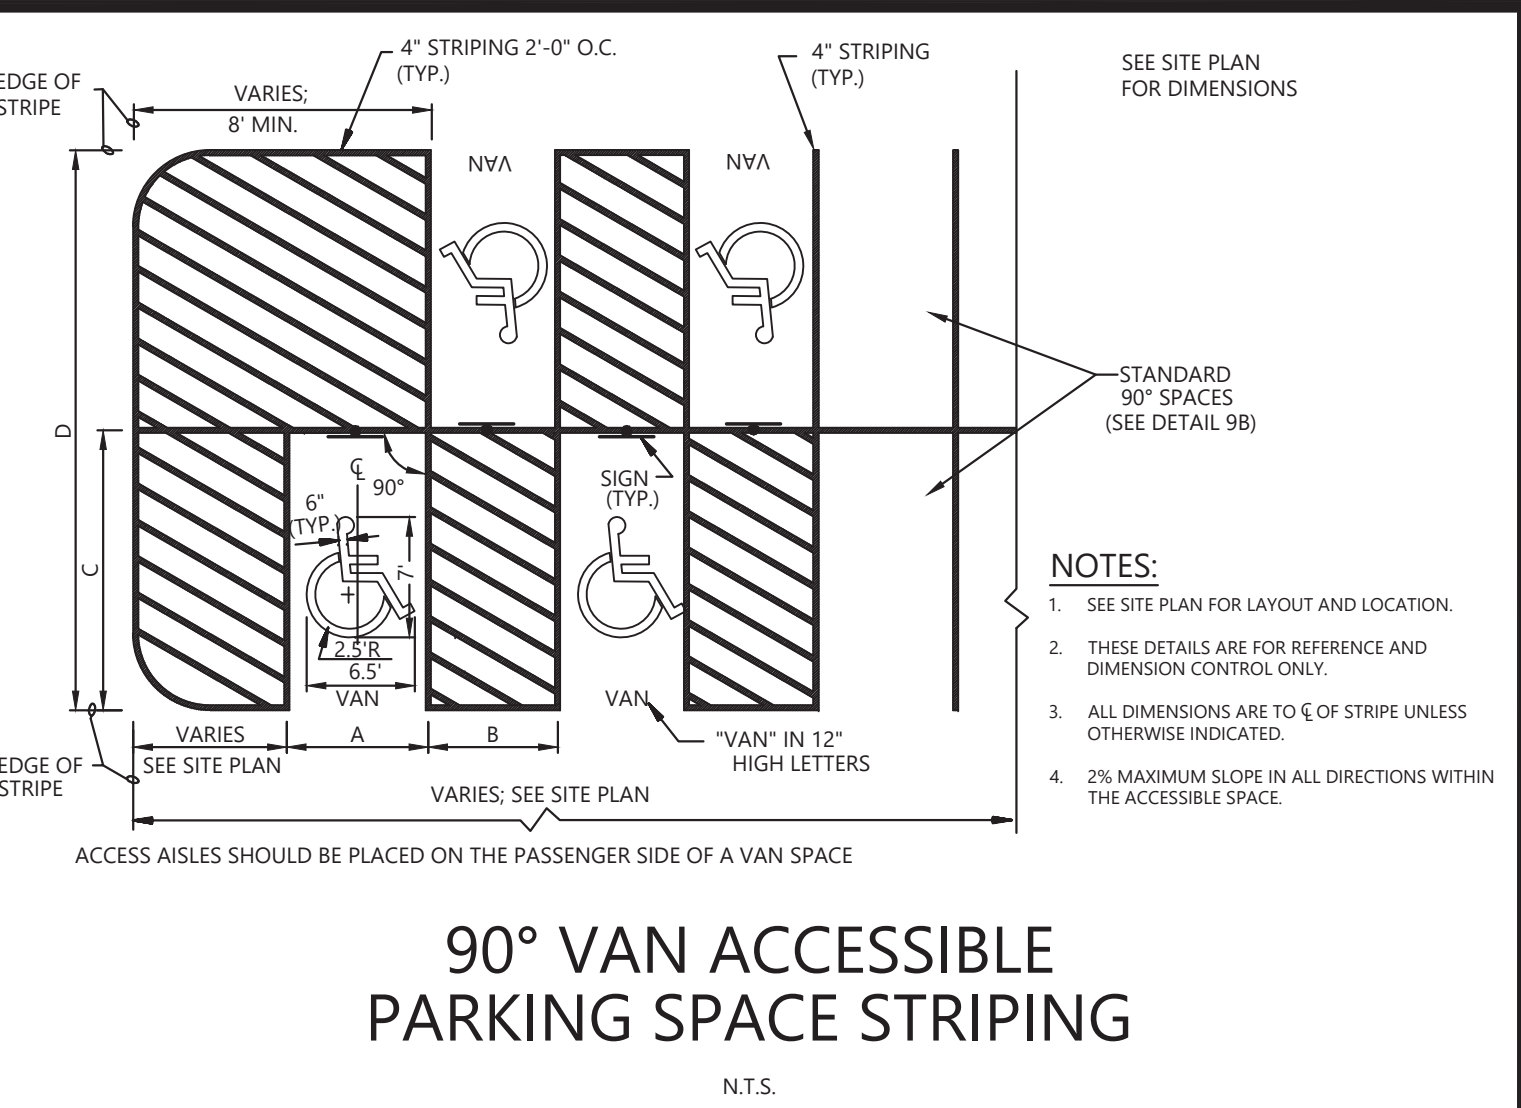 4" STRIPING 2'-0" O.C.
(TYP.)
4" STRIPING
(TYP.)
SEE SITE PLAN
FOR DIMENSIONS
EDGE OF
STRIPE
VARIES;
8' MIN.
VAN
VAN
D
STANDARD
90° SPACES
(SEE DETAIL 9B)
℄
90°
6"
(TYP.)
SIGN
(TYP.)
C
7'
2.5'R
6.5'
VAN
VAN
NOTES:
1. SEE SITE PLAN FOR LAYOUT AND LOCATION.
2. THESE DETAILS ARE FOR REFERENCE AND
DIMENSION CONTROL ONLY.
3. ALL DIMENSIONS ARE TO ℄ OF STRIPE UNLESS
OTHERWISE INDICATED.
4. 2% MAXIMUM SLOPE IN ALL DIRECTIONS WITHIN
THE ACCESSIBLE SPACE.
VARIES
SEE SITE PLAN
A
B
"VAN" IN 12"
HIGH LETTERS
EDGE OF
STRIPE
VARIES; SEE SITE PLAN
ACCESS AISLES SHOULD BE PLACED ON THE PASSENGER SIDE OF A VAN SPACE
90° VAN ACCESSIBLE
PARKING SPACE STRIPING
N.T.S.